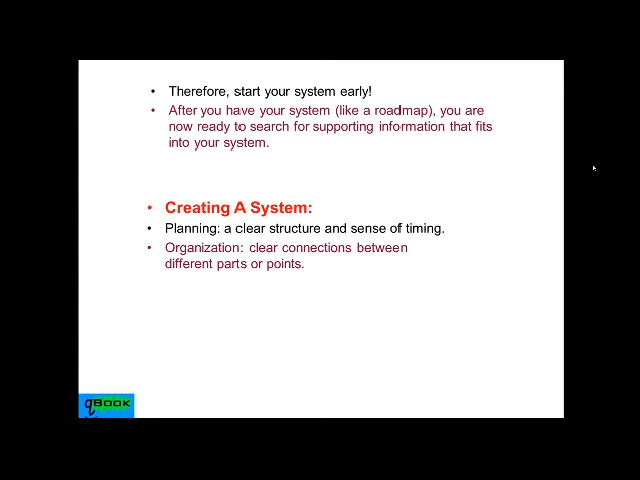 • Therefore, start your system early!
• After you have your system (like a roadmap), you are
now ready to search for supporting information that fits
into your system.
• Creating A System:
• Planning: a clear structure and sense of timing.
• Organization: clear connections between
different parts or points.
qBOOK